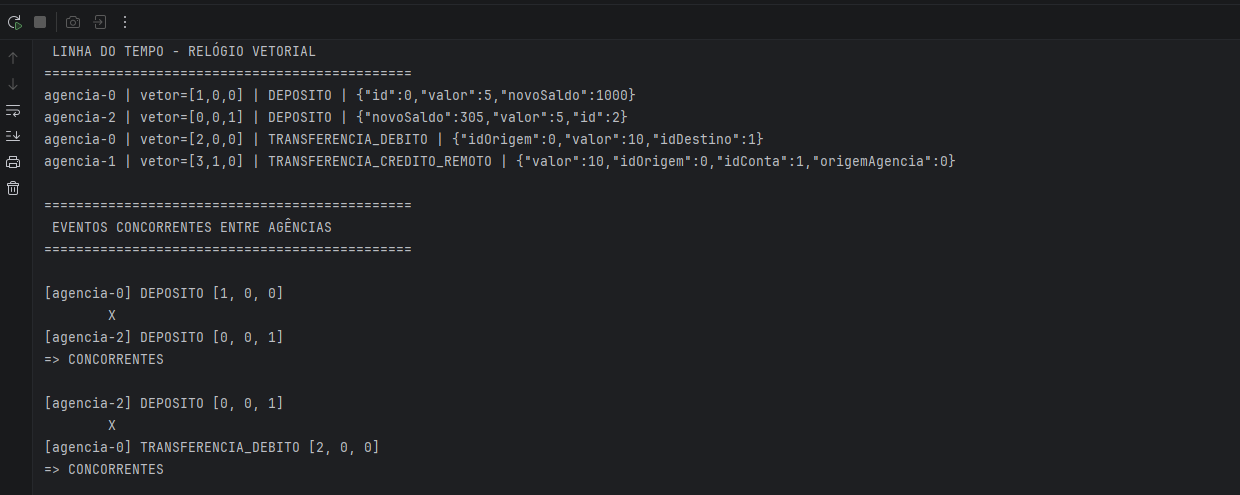 LINHA DO TEMPO - RELÓGIO VETORIAL
==============================================
agencia-0 | vetor=[1,0,0] | DEPOSITO | {"id":0,"valor":5,"novoSaldo":1000}
agencia-2 | vetor=[0,0,1] | DEPOSITO | {"novoSaldo":305,"valor":5,"id":2}
agencia-0 | vetor=[2,0,0] | TRANSFERENCIA_DEBITO | {"idOrigem":0,"valor":10,"idDestino":1}
agencia-1 | vetor=[3,1,0] | TRANSFERENCIA_CREDITO_REMOTO | {"valor":10,"idOrigem":0,"idConta":1,"origemAgencia":0}
==============================================
EVENTOS CONCORRENTES ENTRE AGÊNCIAS
==============================================
[agencia-0] DEPOSITO [1, 0, 0]
X
[agencia-2] DEPOSITO [0, 0, 1]
=> CONCORRENTES
[agencia-2] DEPOSITO [0, 0, 1]
X
[agencia-0] TRANSFERENCIA_DEBITO [2, 0, 0]
=> CONCORRENTES